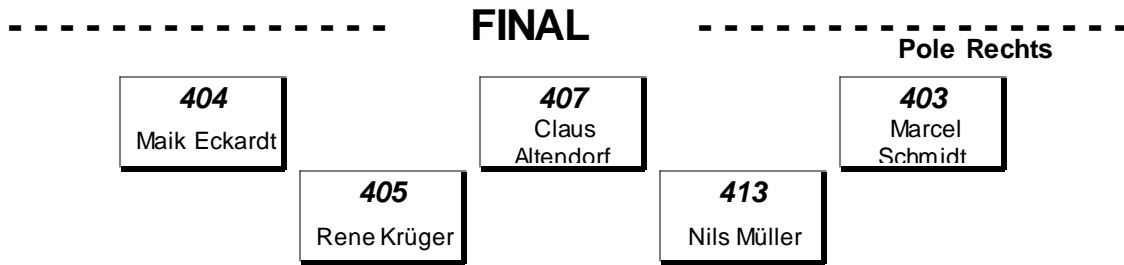 - - - - - - - - - - - - - - - FINAL - - - - - - - - - - - - - - - - -
Pole Rechts
404
Maik Eckardt
407
Claus
Altendorf
403
Marcel
Schmidt
405
Rene Krüger
413
Nils Müller